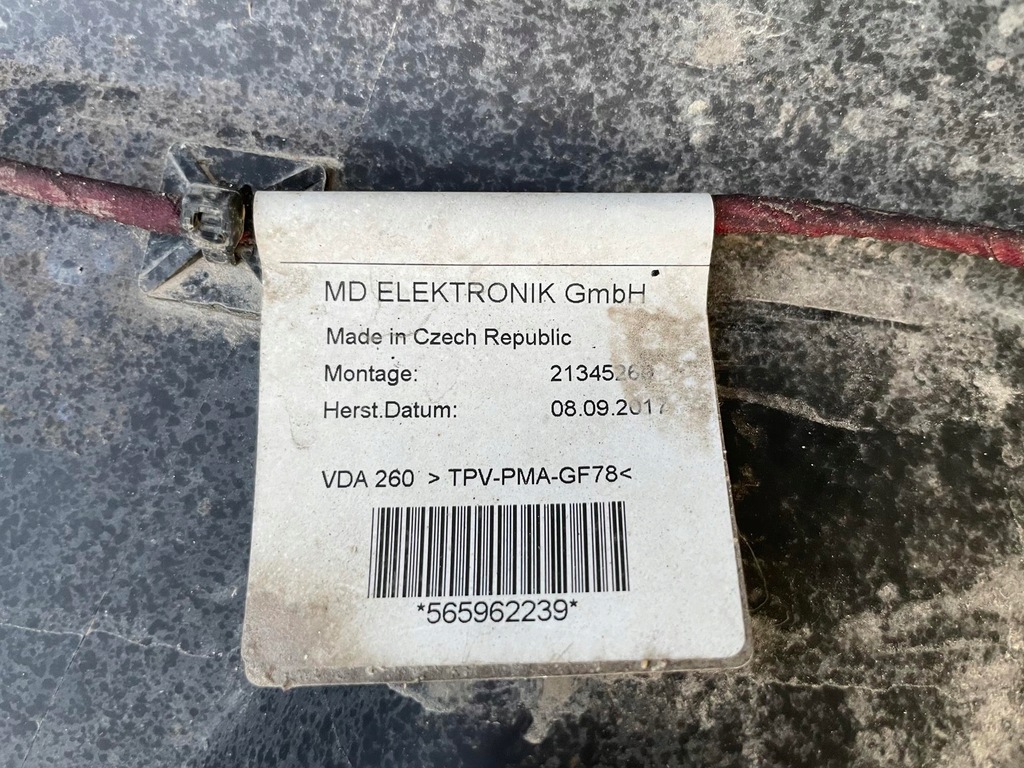 MD ELEKTRONIK GmbH
Made in Czech Republic
Montage:
Herst.Datum: 08.09.2017
VDA 260 > TPV-PMA-GF78<
*565962239*